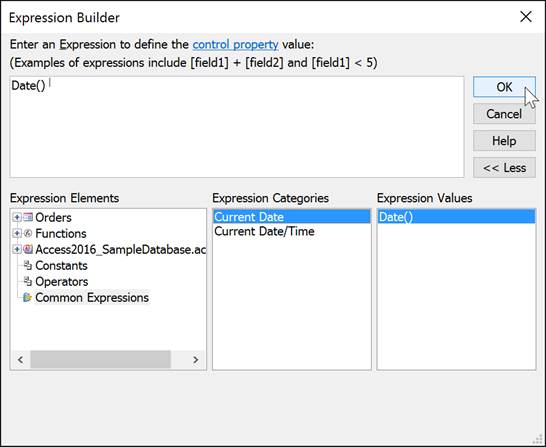 Expression Builder
Enter an Expression to define the control property value:
(Examples of expressions include [field1] + [field2] and [field1] < 5)
Date()
OK
Cancel
Help
<< Less
Expression Elements
Orders
Functions
Access2016_SampleDatabase.ac
Constants
Operators
Common Expressions
Expression Categories
Current Date
Current Date/Time
Expression Values
Date()